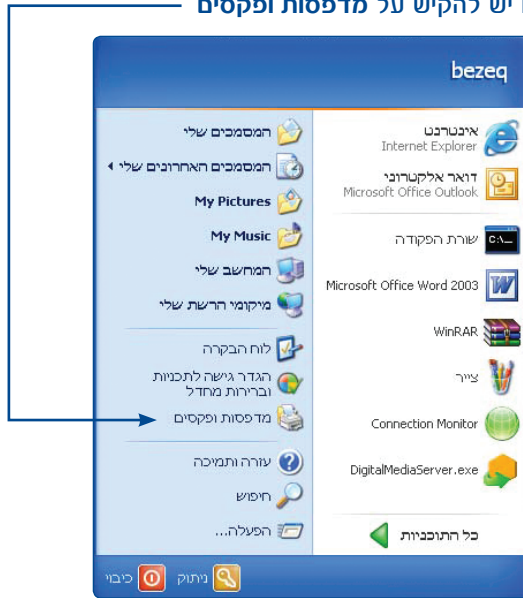 יש להקיש על מדפסות ופקסים
bezeq
אינטרנט
Internet Explorer
דואר אלקטרוני
Microsoft Office Outlook
שורת הפקודה
Microsoft Office Word 2003
WinRAR
צייר
Connection Monitor
DigitalMediaServer.exe
כל התוכניות
המסמכים שלי
המסמכים האחרונים שלי
My Pictures
My Music
המחשב שלי
מיקומי הרשת שלי
לוח הבקרה
הגדר גישה לתכניות
וברירות מחדל
מדפסות ופקסים
עזרה ותמיכה
חיפוש
הפעלה...
ניתוק
כיבוי